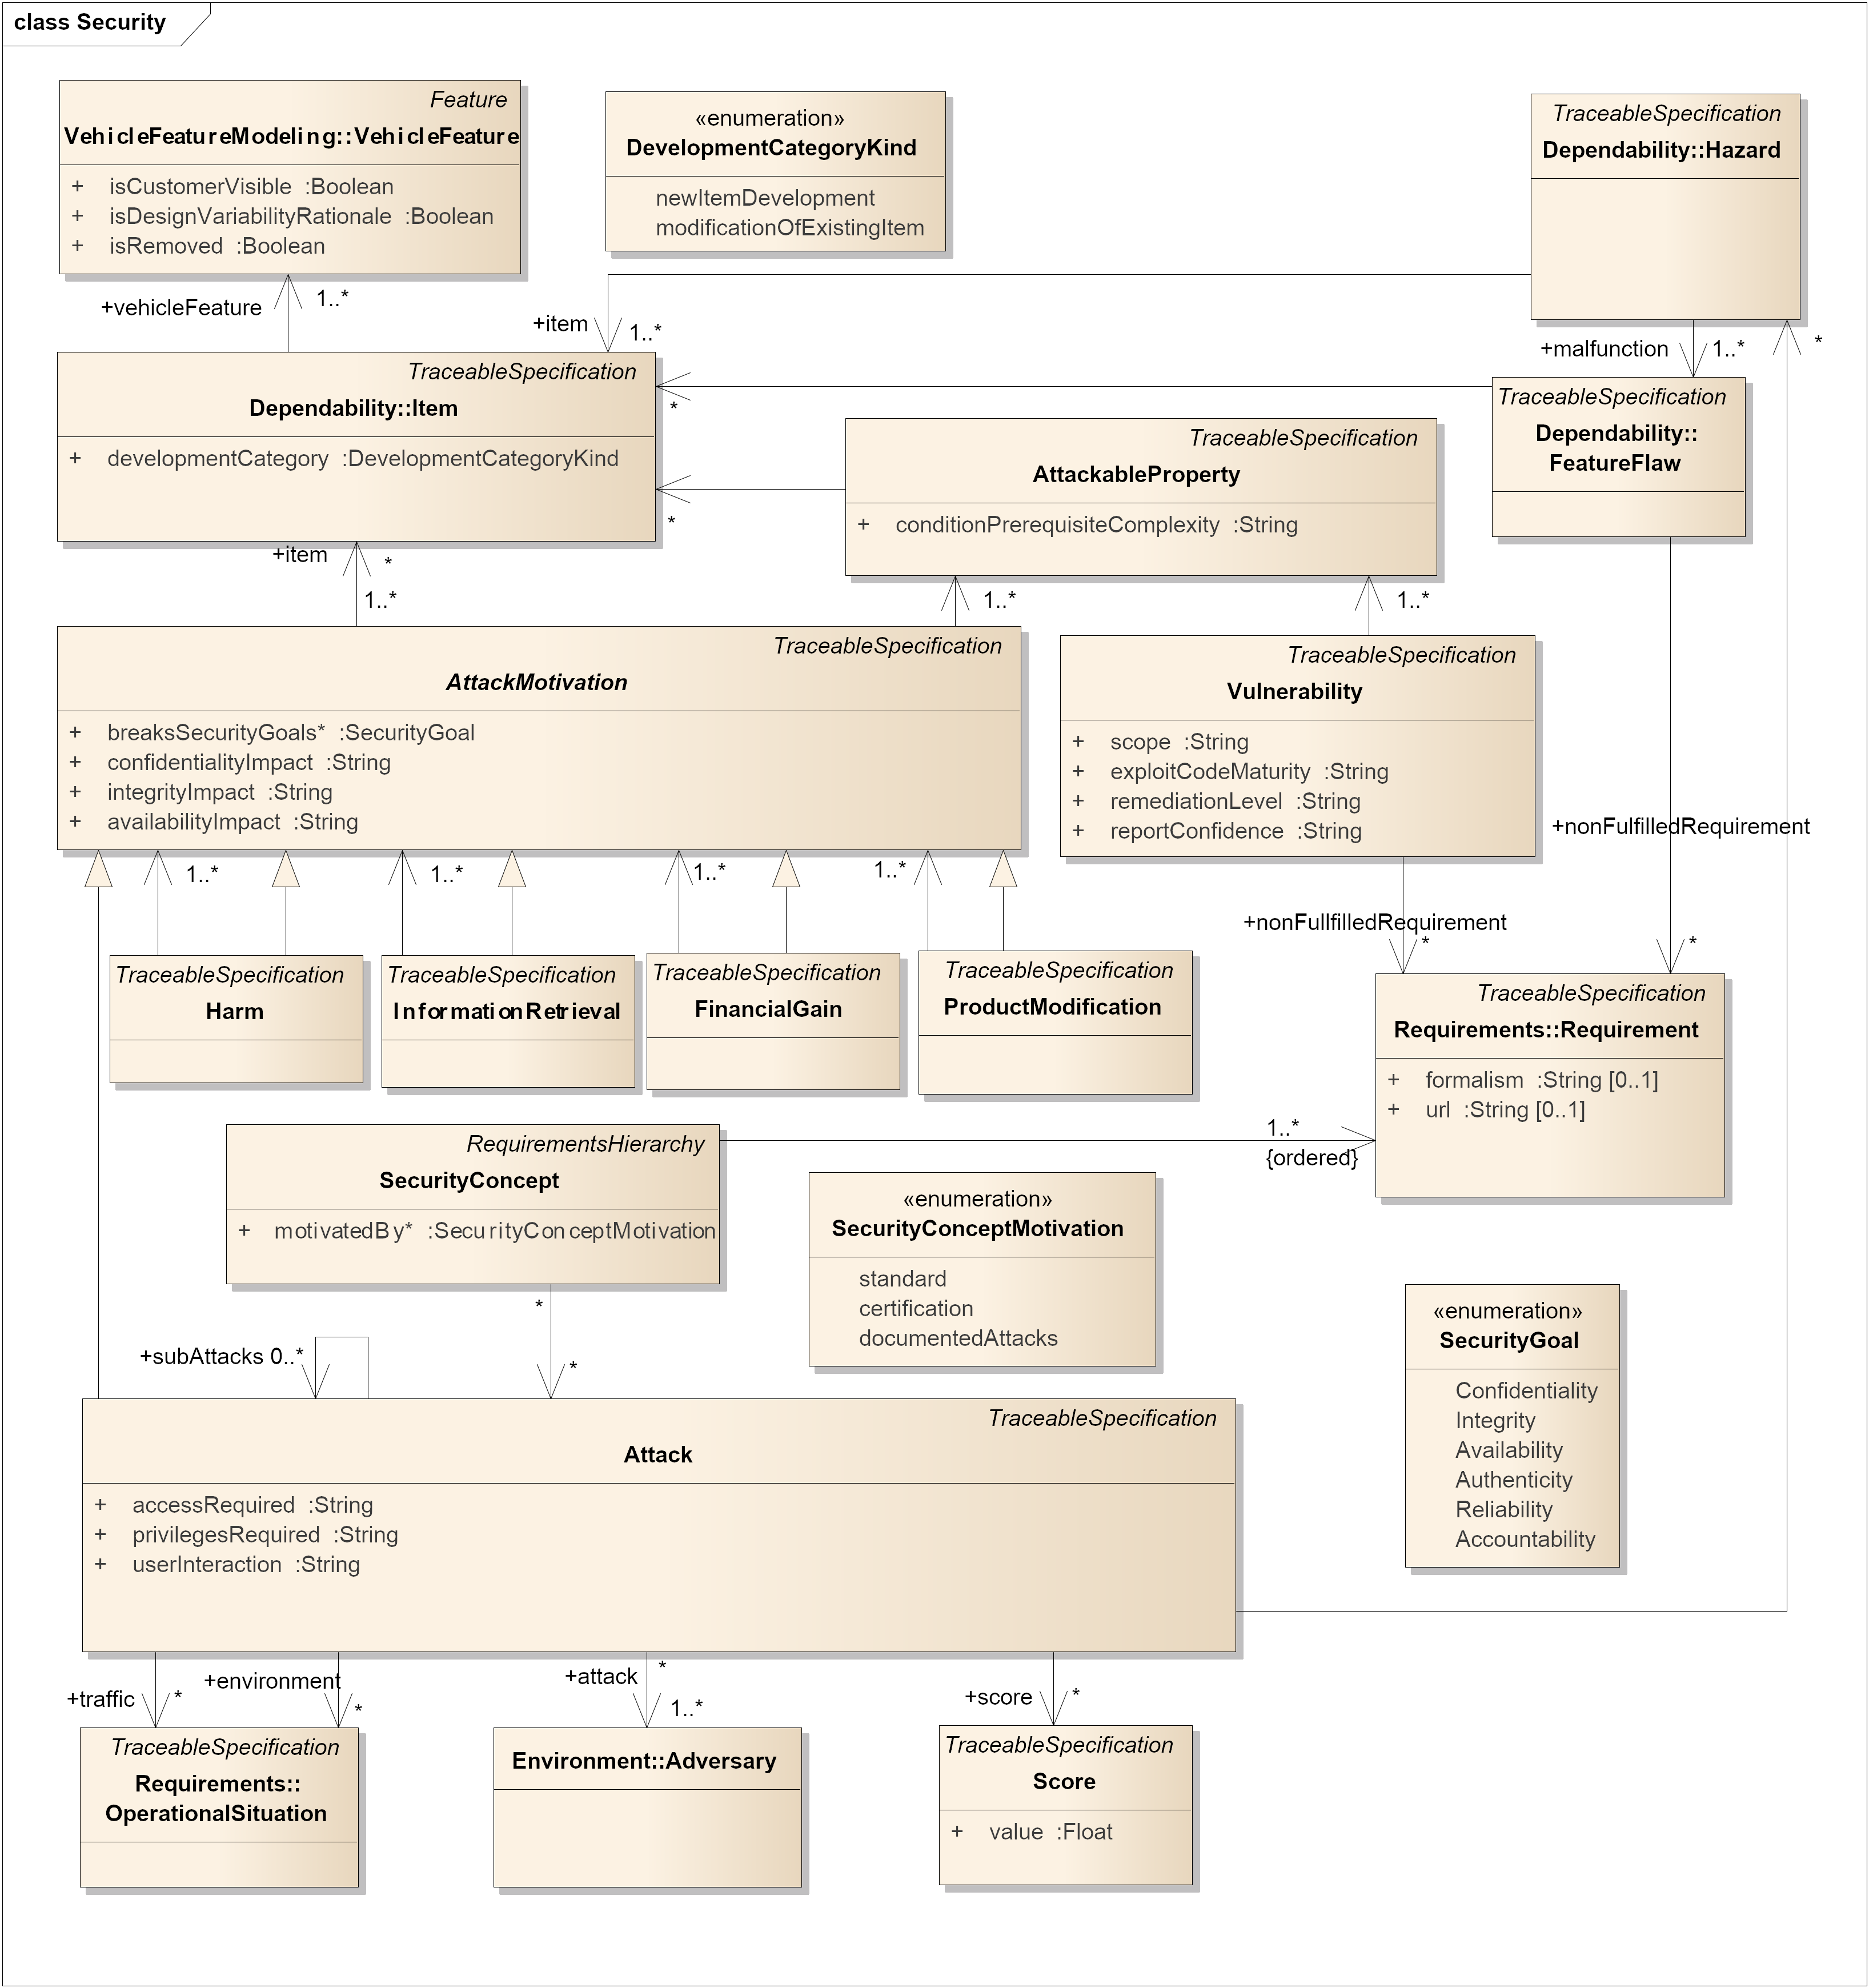 class Security
Feature
VehicleFeatureModeling::VehicleFeature
+ isCustomerVisible :Boolean
+ isDesignVariabilityRationale :Boolean
+ isRemoved :Boolean
«enumeration»
DevelopmentCategoryKind
newItemDevelopment
modificationOfExistingItem
TraceableSpecification
Dependability::Hazard
+vehicleFeature
1..*
+item
1..*
+malfunction
1..*
*
TraceableSpecification
Dependability::Item
+ developmentCategory :DevelopmentCategoryKind
*
*
TraceableSpecification
Dependability::
FeatureFlaw
TraceableSpecification
AttackableProperty
+ conditionPrerequisiteComplexity :String
+item
*
1..*
1..*
1..*
TraceableSpecification
AttackMotivation
+ breaksSecurityGoals* :SecurityGoal
+ confidentialityImpact :String
+ integrityImpact :String
+ availabilityImpact :String
TraceableSpecification
Vulnerability
+ scope :String
+ exploitCodeMaturity :String
+ remediationLevel :String
+ reportConfidence :String
+nonFulfilledRequirement
*
1..*
1..*
1..*
1..*
+nonFullfilledRequirement
*
TraceableSpecification
Harm
TraceableSpecification
InformationRetrieval
TraceableSpecification
FinancialGain
TraceableSpecification
ProductModification
TraceableSpecification
Requirements::Requirement
+ formalism :String [0..1]
+ url :String [0..1]
RequirementsHierarchy
SecurityConcept
+ motivatedBy* :SecurityConceptMotivation
1..*
{ordered}
«enumeration»
SecurityConceptMotivation
standard
certification
documentedAttacks
«enumeration»
SecurityGoal
Confidentiality
Integrity
Availability
Authenticity
Reliability
Accountability
*
+subAttacks 0..*
*
TraceableSpecification
Attack
+ accessRequired :String
+ privilegesRequired :String
+ userInteraction :String
+traffic
*
+environment
*
+attack
*
1..*
+score
*
TraceableSpecification
Requirements::
OperationalSituation
Environment::Adversary
TraceableSpecification
Score
+ value :Float